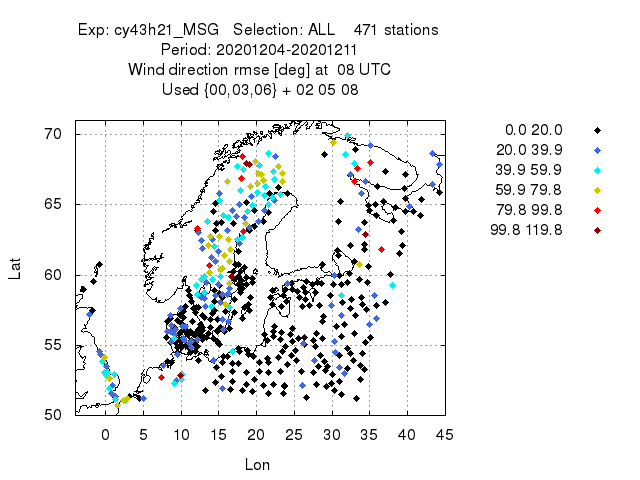 Exp: cy43h21_MSG   Selection: ALL    471 stations
Period: 20201204-20201211
Wind direction rmse [deg] at  08 UTC
Used {00,03,06} + 02 05 08
0.0 20.0
20.0 39.9
39.9 59.9
59.9 79.8
79.8 99.8
99.8 119.8
Lat
70
65
60
55
50
0 5 10 15 20 25 30 35 40 45
Lon